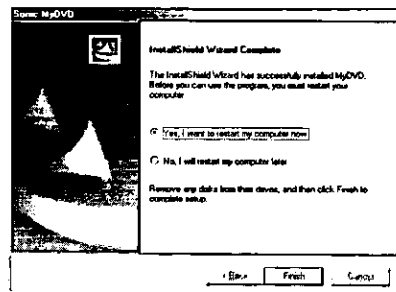 Sonic MyDVD
InstallShield Wizard Complete
The InstallShield Wizard has successfully installed MyDVD.
Before you can use the program, you must restart your
computer
Yes, I want to restart my computer now
No, I will restart my computer later
Remove any disks from their drives, and then click Finish to
complete setup.
< Back
Finish
Cancel